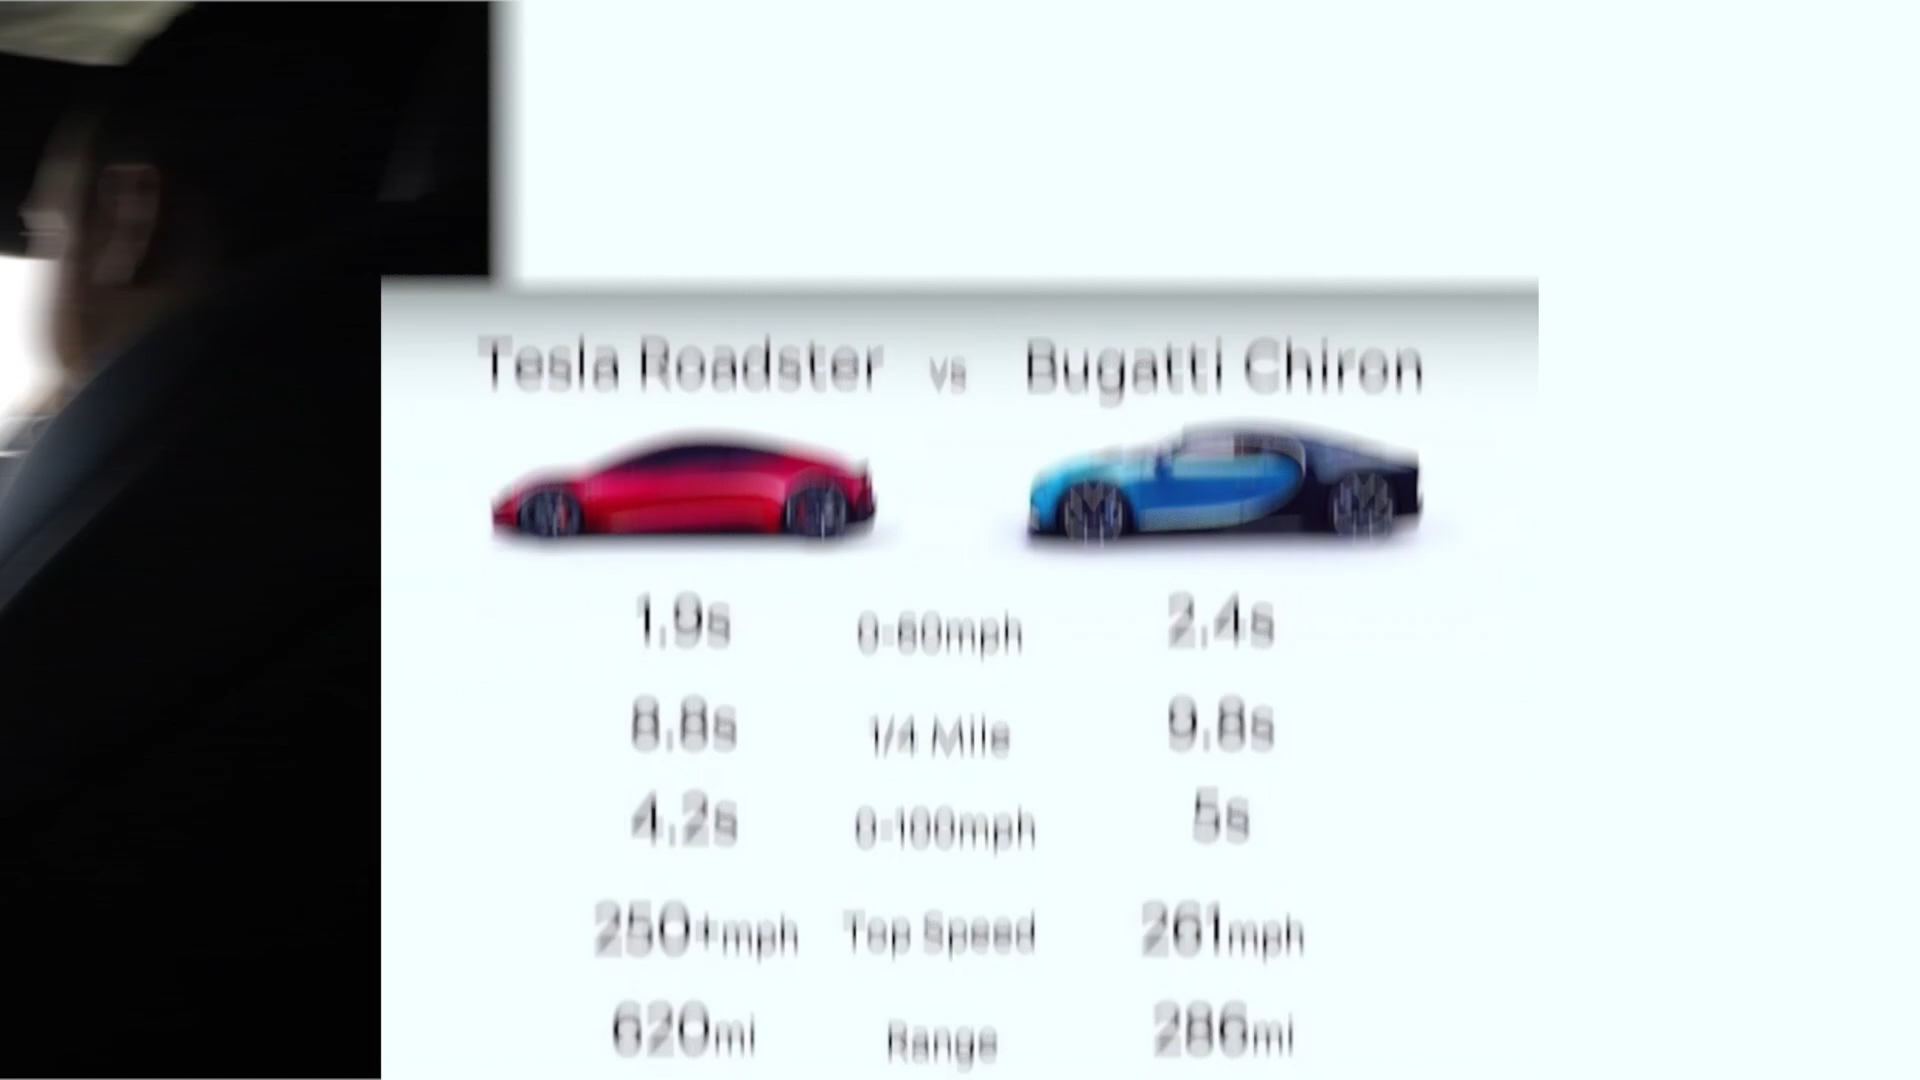 Tesla Roadster vs Bugatti Chiron
1.9s 0-60mph 2.4s
8.8s 1/4 Mile 9.8s
4.2s 0-100mph 5s
250+mph Top Speed 261mph
620mi Range 286mi